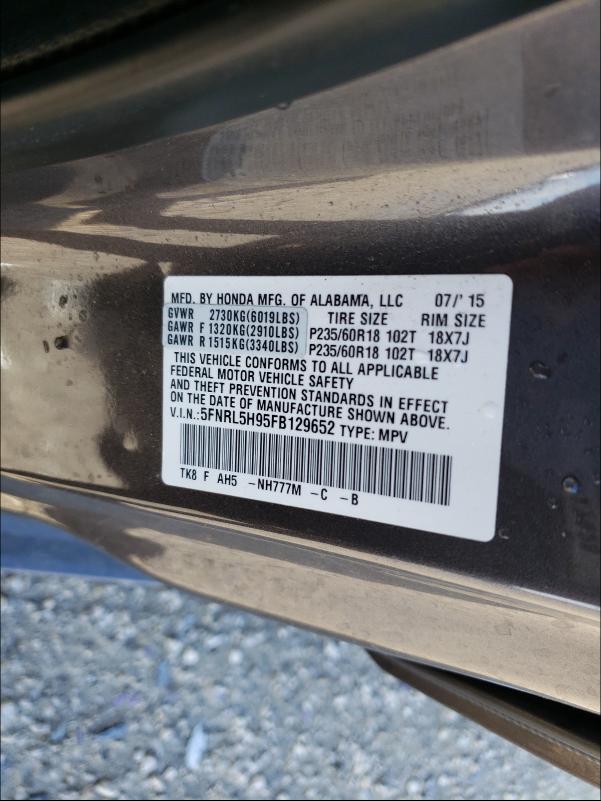 MFD. BY HONDA MFG. OF ALABAMA, LLC 07/'15
GVWR 2730KG(6019LBS) TIRE SIZE RIM SIZE
GAWR F 1320KG(2910LBS) P235/60R18 102T 18X7J
GAWR R 1515KG(3340LBS) P235/60R18 102T 18X7J
THIS VEHICLE CONFORMS TO ALL APPLICABLE
FEDERAL MOTOR VEHICLE SAFETY
AND THEFT PREVENTION STANDARDS IN EFFECT
ON THE DATE OF MANUFACTURE SHOWN ABOVE.
V.I.N.:5FNRL5H95FB129652 TYPE: MPV
TK8 F AH5 -NH777M -C -B